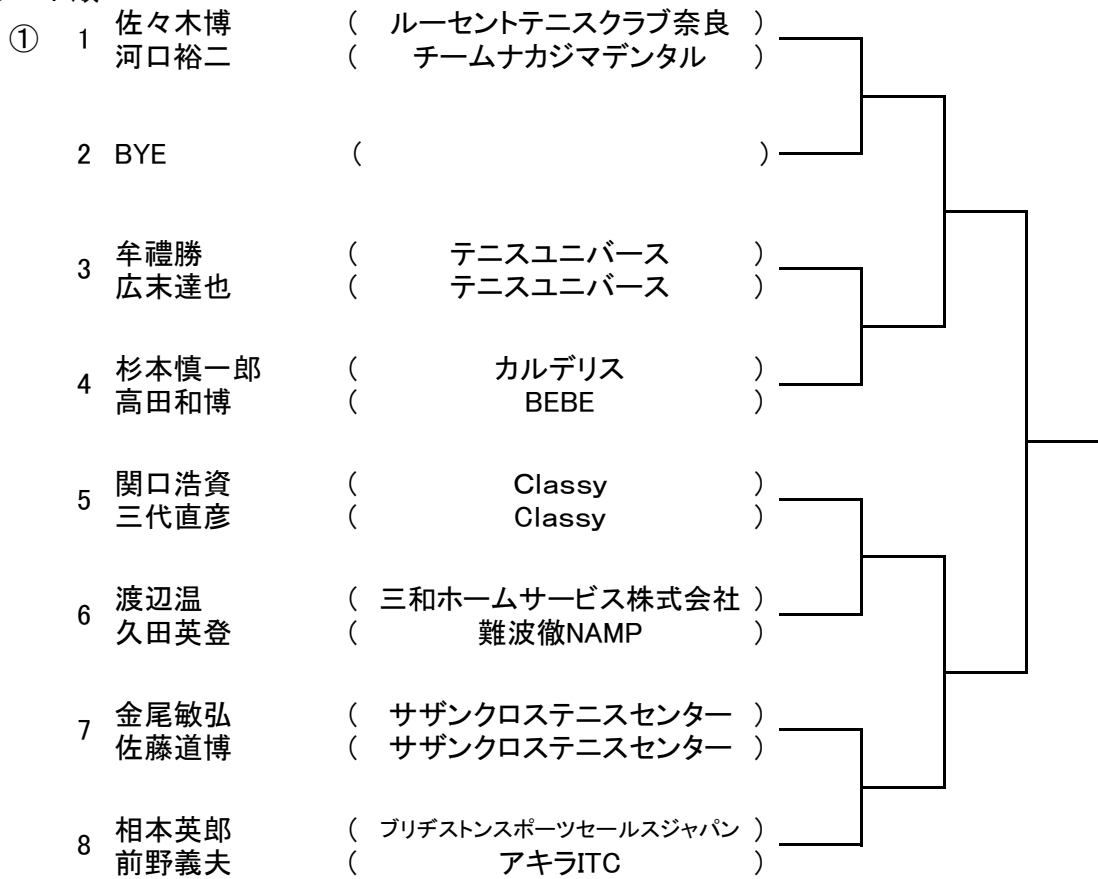 佐々木博 ( ルーセントテニスクラブ奈良 )
① 1
河口裕二 ( チームナカジマデンタル )
2 BYE ( )
牟禮勝 ( テニスユニバース )
3
広末達也 ( テニスユニバース )
杉本慎一郎 ( カルデリス )
4
高田和博 ( BEBE )
関口浩資 ( Classy )
5
三代直彦 ( Classy )
渡辺温 ( 三和ホームサービス株式会社 )
6
久田英登 ( 難波徹NAMP )
金尾敏弘 ( サザンクロステニスセンター )
7
佐藤道博 ( サザンクロステニスセンター )
相本英郎 ( ブリヂストンスポーツセールスジャパン )
8
前野義夫 ( アキラITC )